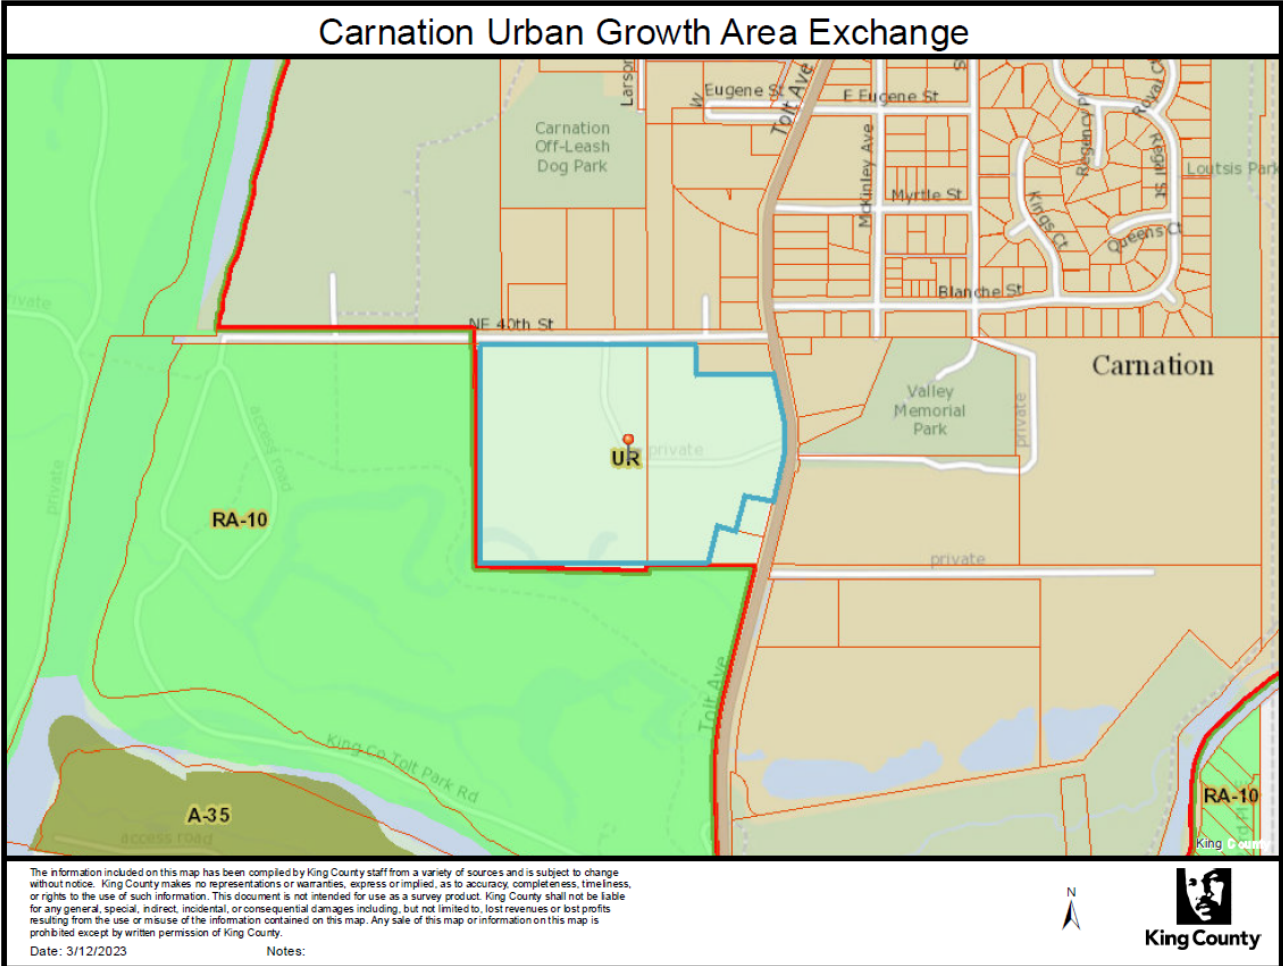 Carnation Urban Growth Area Exchange
Larson
W Eugene St
Tolt Ave
E Eugene St
McKinley Ave
Regency Pl
Royal Ct
Regal St
Carnation
Off-Leash
Dog Park
Loutsis Park
Myrtle St
Kings Ct
Queens Ct
Blanche St
private
NE 40th St
Carnation
Valley
Memorial
Park
private
access road
private
UR
private
RA-10
private
Tolt Ave
King Co Tolt Park Rd
A-35
access road
RA-10
King County
The information included on this map has been compiled by King County staff from a variety of sources and is subject to change
without notice. King County makes no representations or warranties, express or implied, as to accuracy, completeness, timeliness,
or rights to the use of such information. This document is not intended for use as a survey product. King County shall not be liable
for any general, special, indirect, incidental, or consequential damages including, but not limited to, lost revenues or lost profits
resulting from the use or misuse of the information contained on this map. Any sale of this map or information on this map is
prohibited except by written permission of King County.
Date: 3/12/2023 Notes:
N
King County